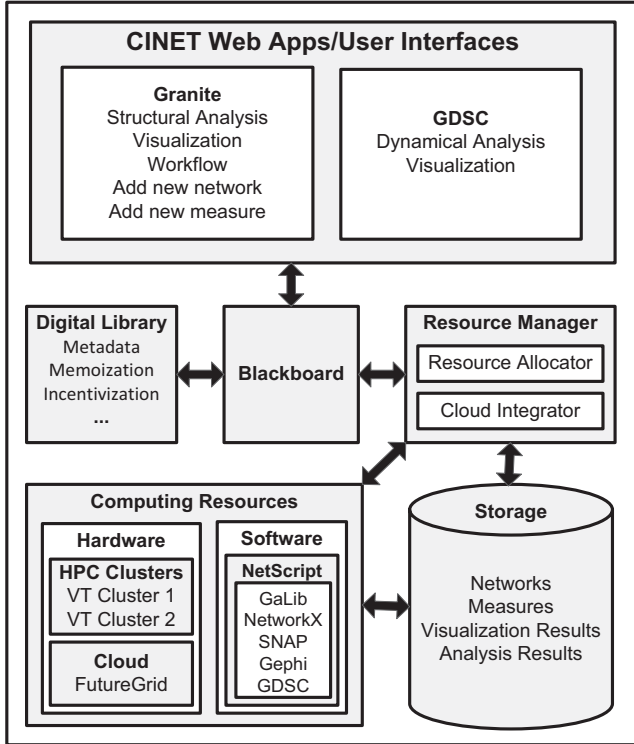 CINET Web Apps/User Interfaces
Granite
Structural Analysis
Visualization
Workflow
Add new network
Add new measure
GDSC
Dynamical Analysis
Visualization
Digital Library
Metadata
Memoization
Incentivization
...
Blackboard
Resource Manager
Resource Allocator
Cloud Integrator
Computing Resources
Hardware
HPC Clusters
VT Cluster 1
VT Cluster 2
Cloud
FutureGrid
Software
NetScript
GaLib
NetworkX
SNAP
Gephi
GDSC
Storage
Networks
Measures
Visualization Results
Analysis Results